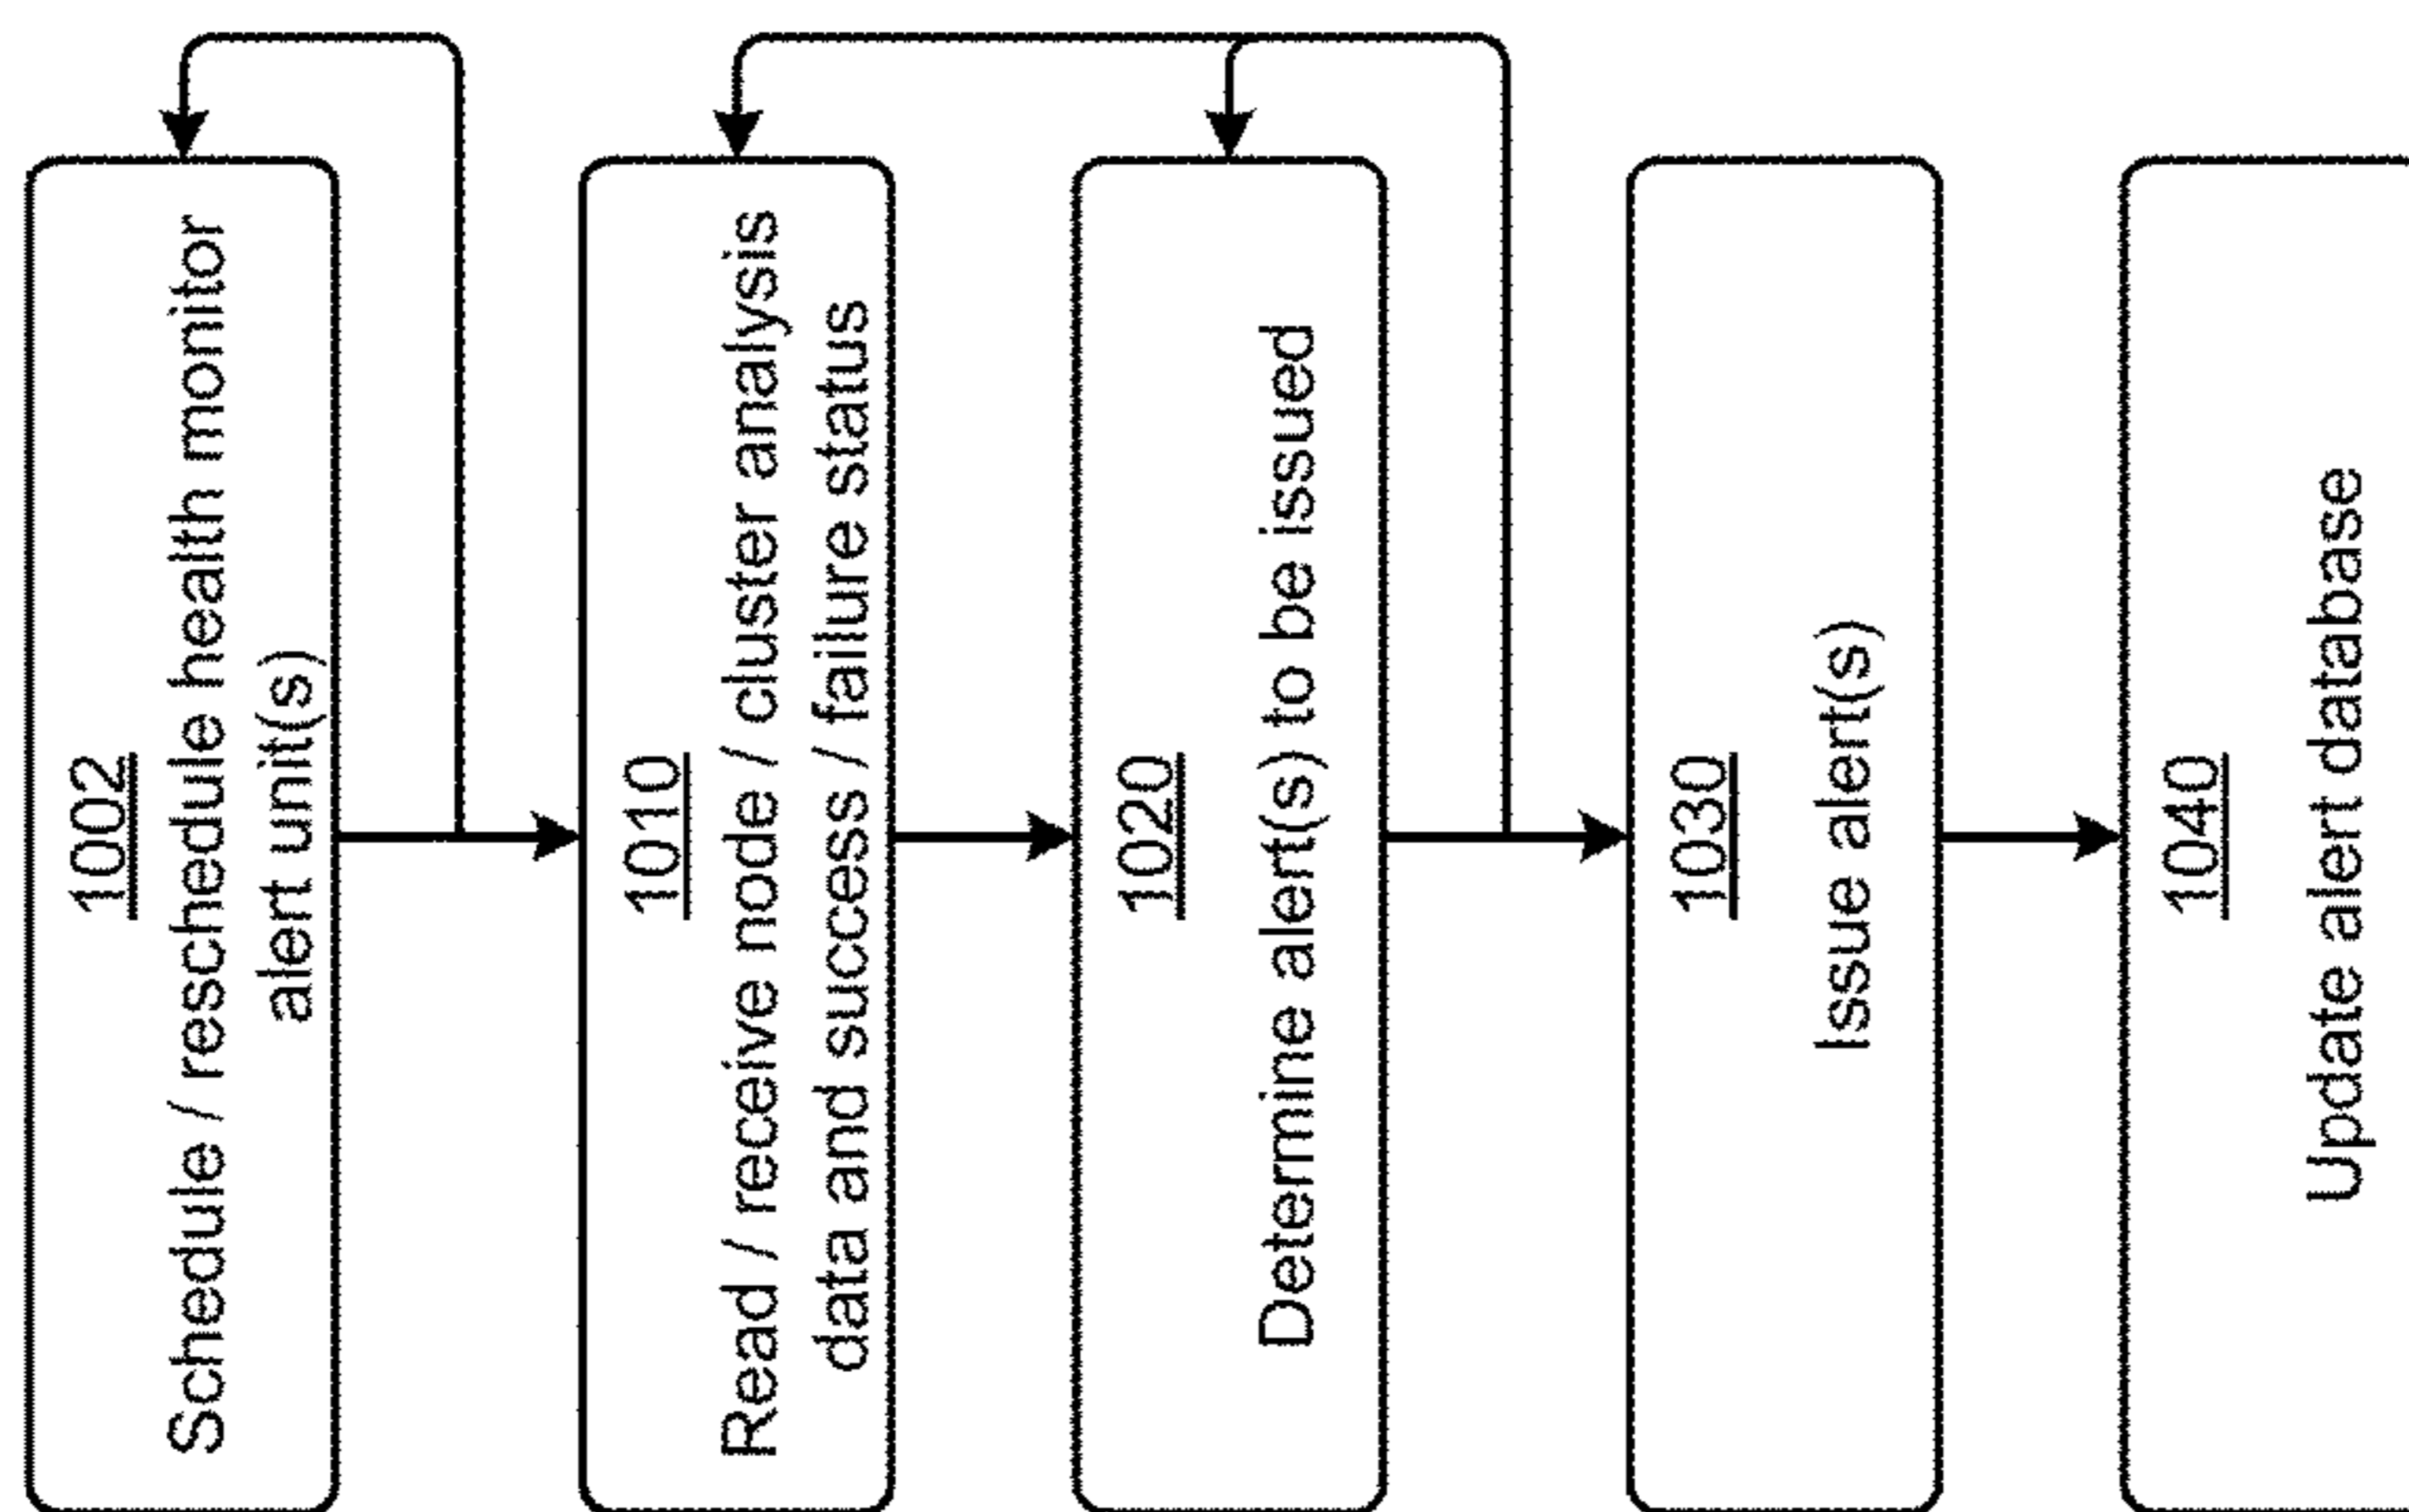 1002
Schedule / reschedule health monitor
alert unit(s)
1010
Read / receive node / cluster analysis
data and success / failure status
1020
Determine alert(s) to be issued
1030
Issue alert(s)
1040
Update alert database